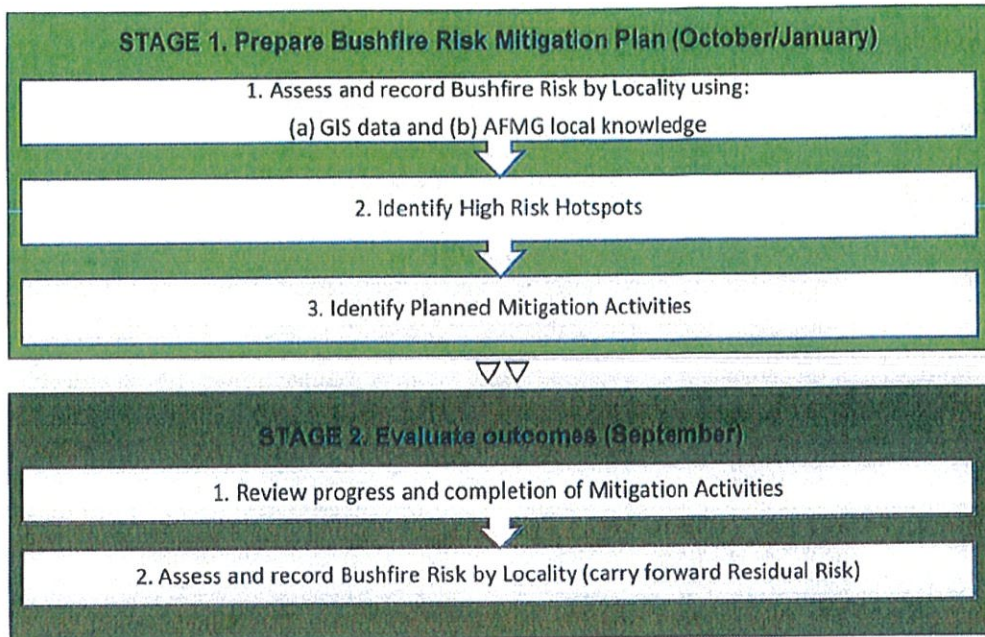 STAGE 1. Prepare Bushfire Risk Mitigation Plan (October/January)
1. Assess and record Bushfire Risk by Locality using:
(a) GIS data and (b) AFMG local knowledge
2. Identify High Risk Hotspots
3. Identify Planned Mitigation Activities
STAGE 2. Evaluate outcomes (September)
1. Review progress and completion of Mitigation Activities
2. Assess and record Bushfire Risk by Locality (carry forward Residual Risk)